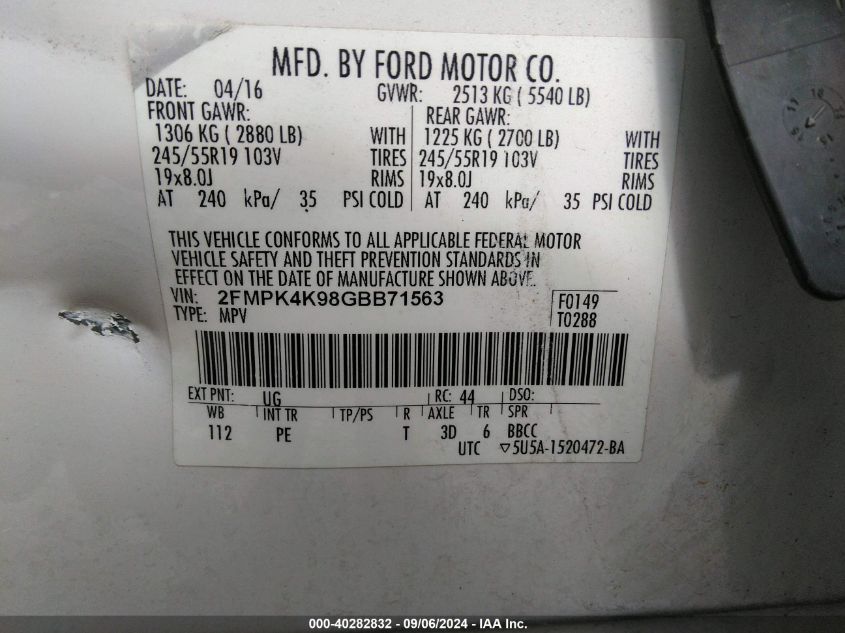 MFD. BY FORD MOTOR CO.
DATE: 04/16 GVWR: 2513 KG ( 5540 LB)
FRONT GAWR: REAR GAWR:
1306 KG ( 2880 LB) WITH 1225 KG ( 2700 LB) WITH
245/55R19 103V TIRES 245/55R19 103V TIRES
19x8.0J RIMS 19x8.0J RIMS
AT 240 kPa/ 35 PSI COLD AT 240 kPa/ 35 PSI COLD
THIS VEHICLE CONFORMS TO ALL APPLICABLE FEDERAL MOTOR
VEHICLE SAFETY AND THEFT PREVENTION STANDARDS IN
EFFECT ON THE DATE OF MANUFACTURE SHOWN ABOVE.
VIN: 2FMPK4K98GBB71563 F0149
TYPE: MPV T0288
EXT PNT: UG RC: 44 DSO:
WB INT TR TP/PS R AXLE TR SPR
112 PE T 3D 6 BBCC
UTC ▽5U5A-1520472-BA
000-40282832 - 09/06/2024 - IAA Inc.